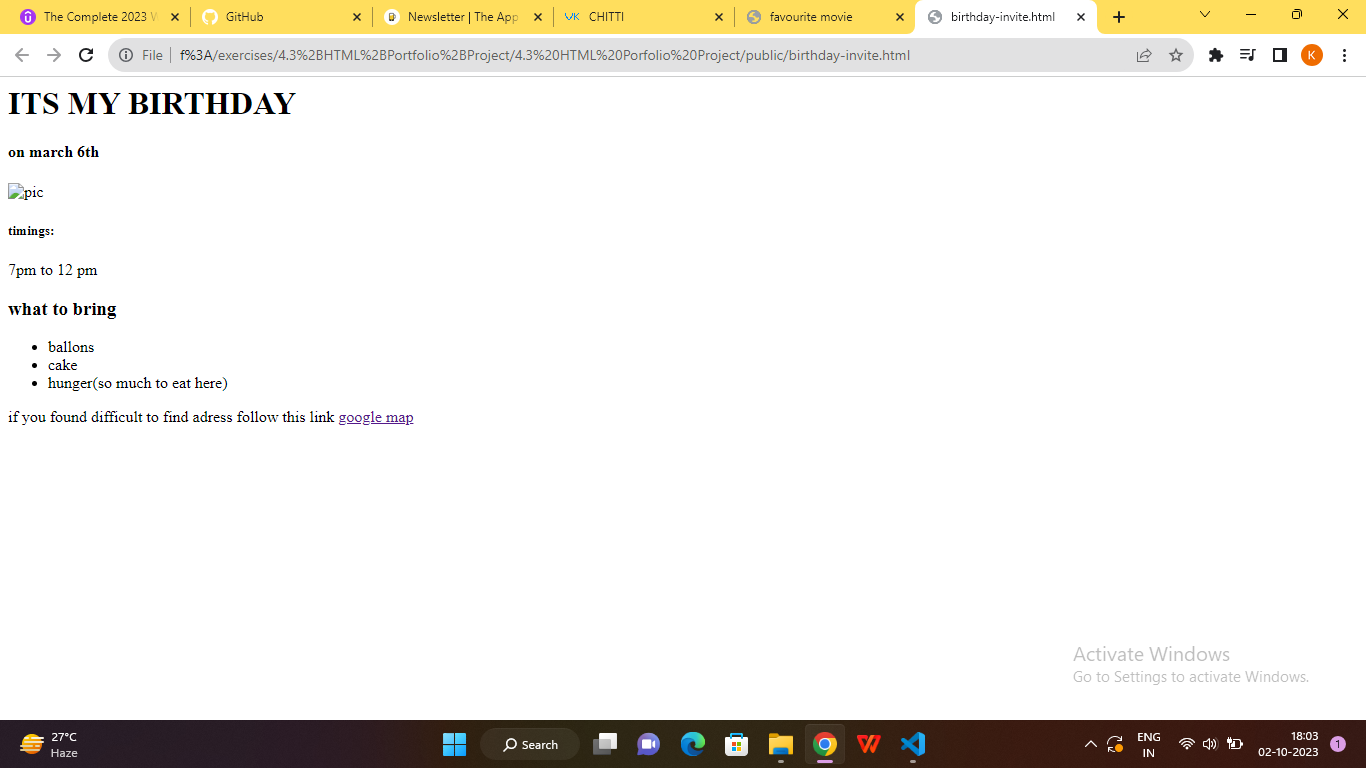 The Complete 2023 W
GitHub
Newsletter | The App
CHITTI
favourite movie
birthday-invite.html
File
f%3A/exercises/4.3%2BHTML%2BPortfolio%2BProject/4.3%20HTML%20Porfolio%20Project/public/birthday-invite.html
K
ITS MY BIRTHDAY
on march 6th
pic
timings:
7pm to 12 pm
what to bring
ballons
cake
hunger(so much to eat here)
if you found difficult to find adress follow this link google map
Activate Windows
Go to Settings to activate Windows.
27°C
Haze
Search
ENG
IN
18:03
02-10-2023
1